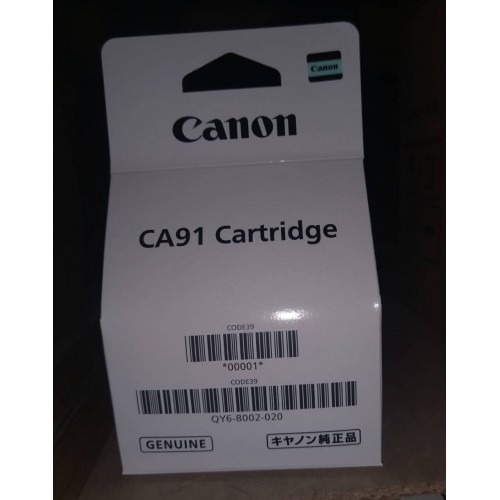 Canon
Canon
CA91 Cartridge
CODE39
*00001*
CODE39
QY6-8002-020
GENUINE
キヤノン純正品